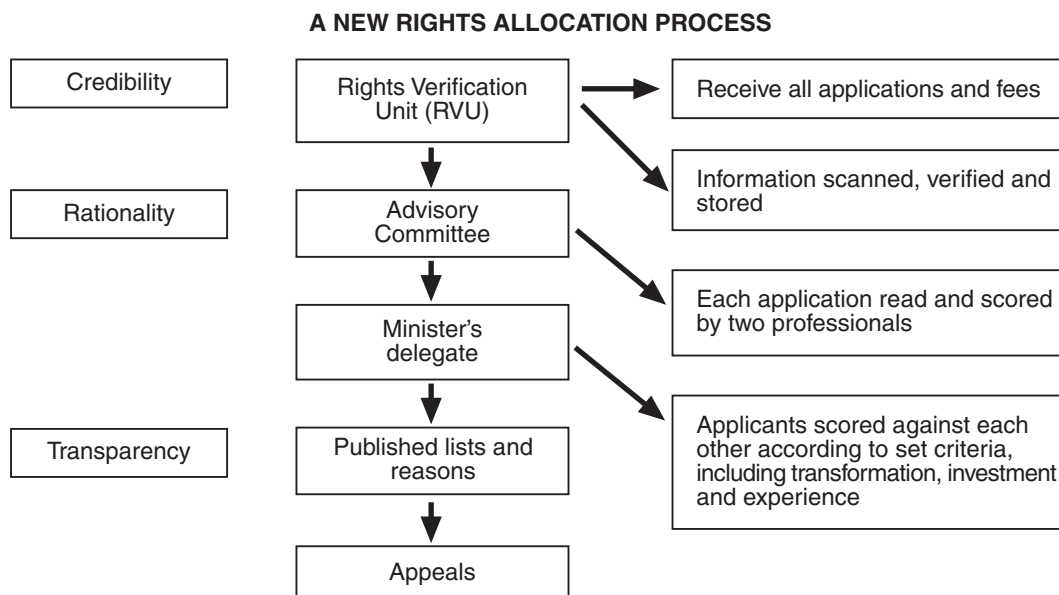 A NEW RIGHTS ALLOCATION PROCESS
Credibility
Rights Verification
Unit (RVU)
Receive all applications and fees
Information scanned, verified and
stored
Rationality
Advisory
Committee
Each application read and scored
by two professionals
Minister's
delegate
Applicants scored against each
other according to set criteria,
including transformation, investment
and experience
Transparency
Published lists and
reasons
Appeals